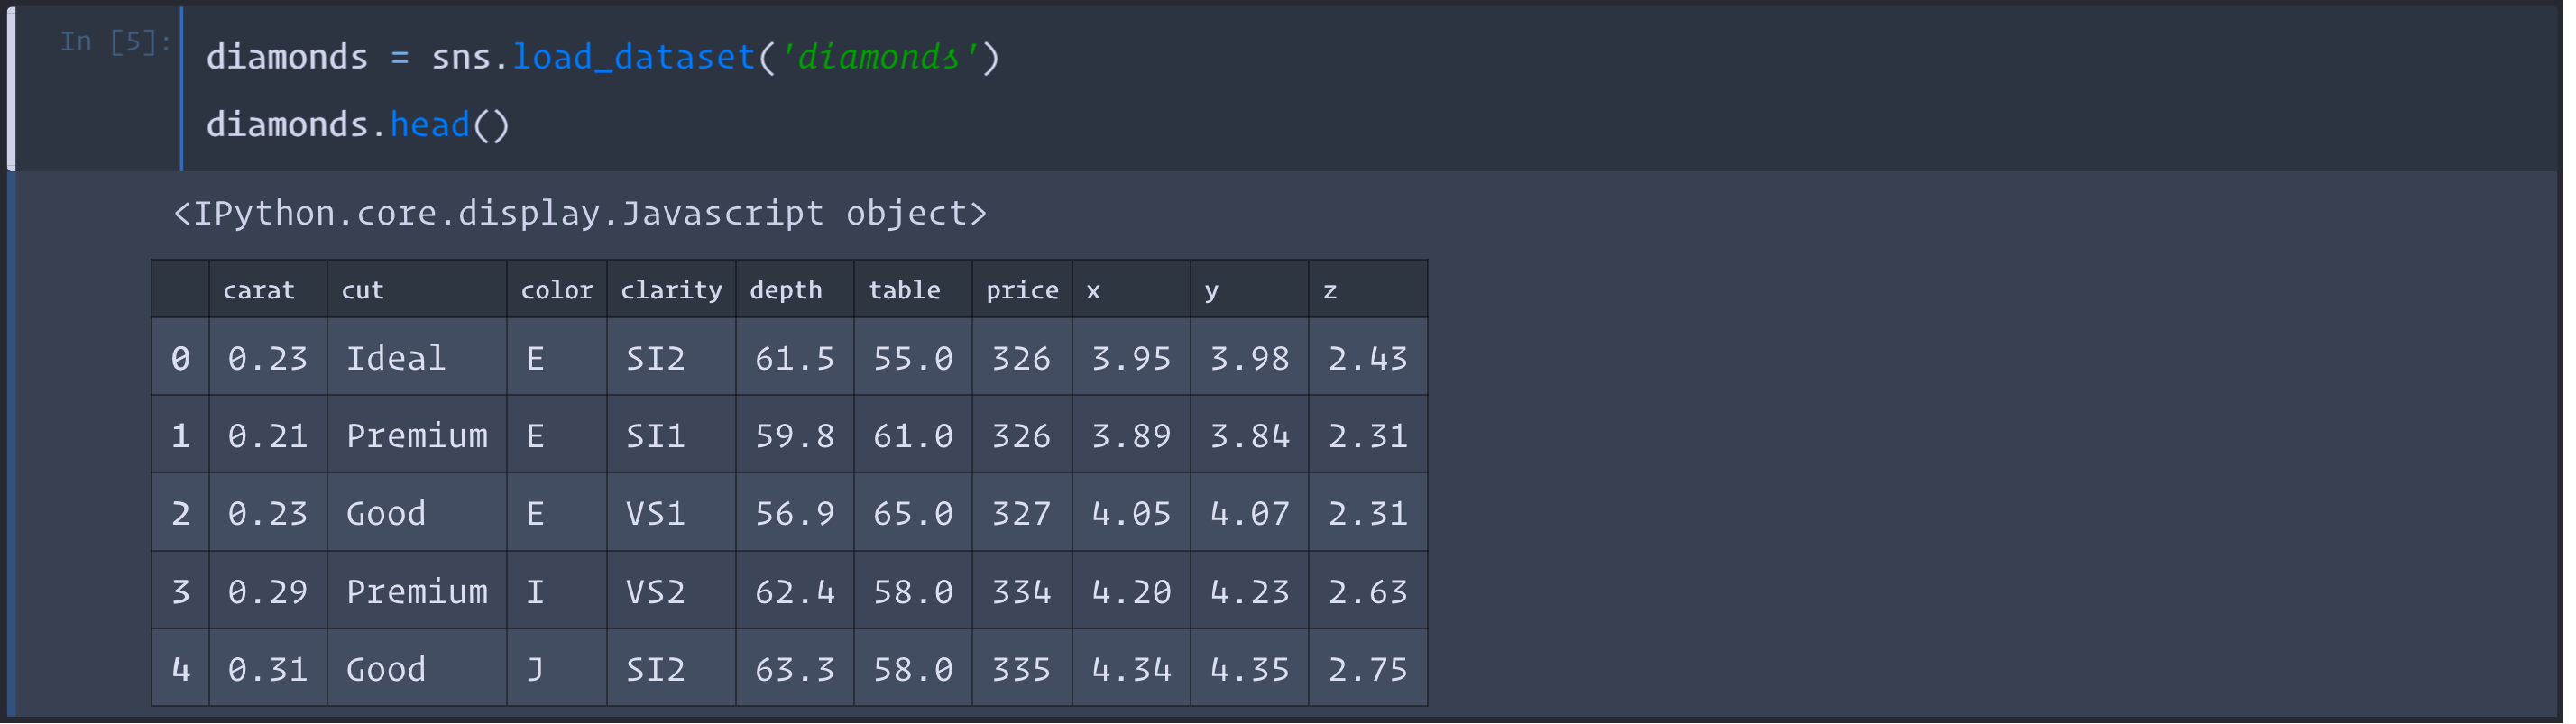 In [5]:
diamonds = sns.load_dataset('diamonds')
diamonds.head()
<IPython.core.display.Javascript object>
carat cut color clarity depth table price x y z
0 0.23 Ideal E SI2 61.5 55.0 326 3.95 3.98 2.43
1 0.21 Premium E SI1 59.8 61.0 326 3.89 3.84 2.31
2 0.23 Good E VS1 56.9 65.0 327 4.05 4.07 2.31
3 0.29 Premium I VS2 62.4 58.0 334 4.20 4.23 2.63
4 0.31 Good J SI2 63.3 58.0 335 4.34 4.35 2.75